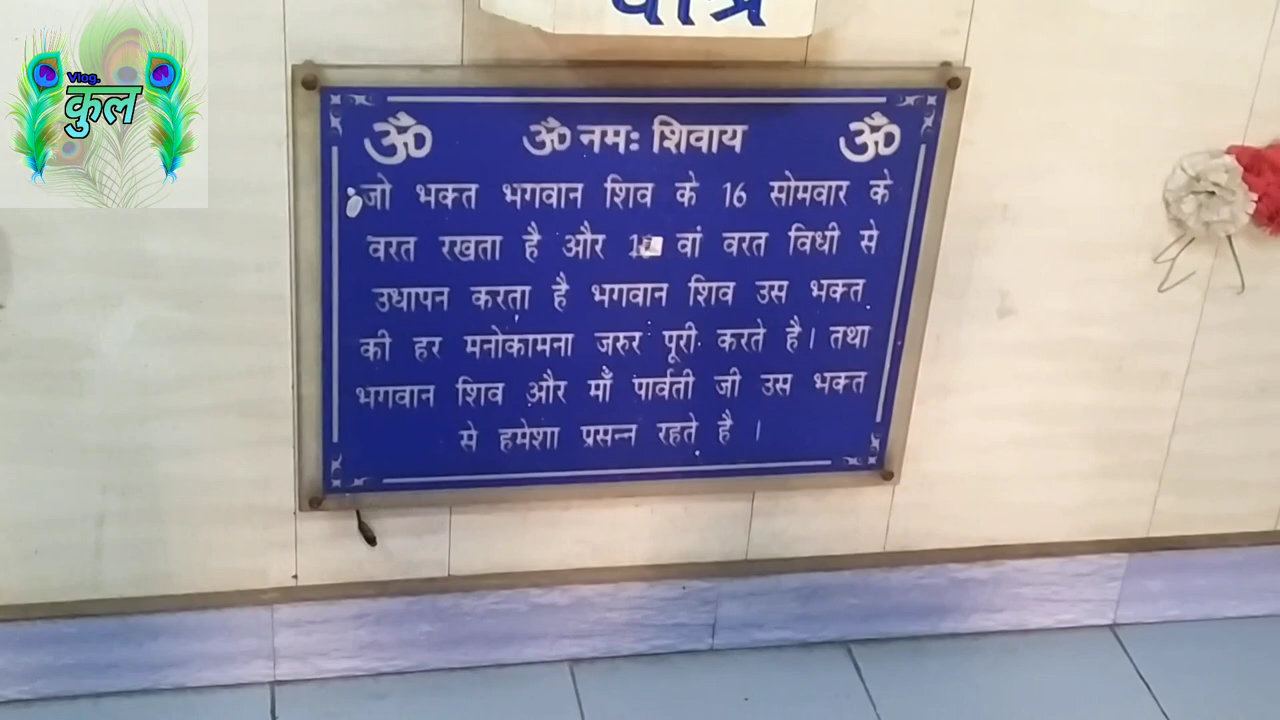 Vlog.
कुल
ॐ ॐ नमः शिवाय ॐ
जो भक्त भगवान शिव के 16 सोमवार के
वरत रखता है और वां वरत विधी से
उधापन करता है भगवान शिव उस भक्त
की हर मनोकामना जरुर पूरी करते है। तथा
भगवान शिव और माँ पार्वती जी उस भक्त
से हमेशा प्रसन्न रहते है ।